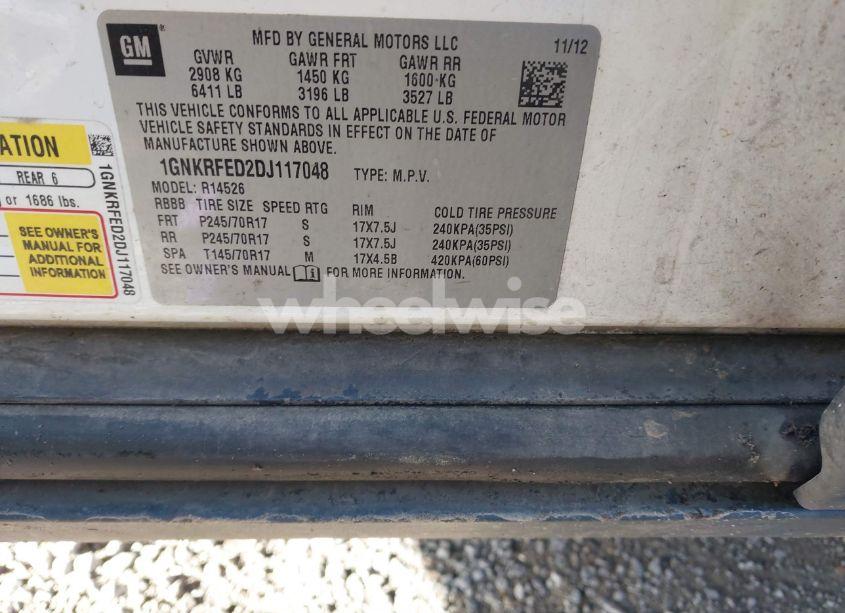 GM
MFD BY GENERAL MOTORS LLC
11/12
GVWR GAWR FRT GAWR RR
2908 KG 1450 KG 1600 KG
6411 LB 3196 LB 3527 LB
THIS VEHICLE CONFORMS TO ALL APPLICABLE U.S. FEDERAL MOTOR
VEHICLE SAFETY STANDARDS IN EFFECT ON THE DATE OF
MANUFACTURE SHOWN ABOVE.
1GNKRFED2DJ117048 TYPE: M.P.V.
MODEL: R14526
RBBB TIRE SIZE SPEED RTG RIM COLD TIRE PRESSURE
FRT P245/70R17 S 17X7.5J 240KPA(35PSI)
RR P245/70R17 S 17X7.5J 240KPA(35PSI)
SPA T145/70R17 M 17X4.5B 420KPA(60PSI)
SEE OWNER'S MANUAL FOR MORE INFORMATION.
REAR 6
or 1686 lbs.
SEE OWNER'S
MANUAL FOR
ADDITIONAL
INFORMATION
1GNKRFED2DJ117048
wheelwise